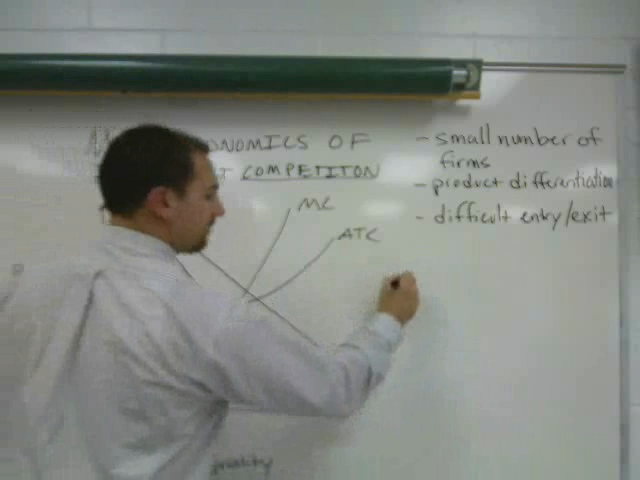 ONOMICS OF
T COMPETITON
MC
ATC
- small number of
firms
- product differentiation
- difficult entry/exit